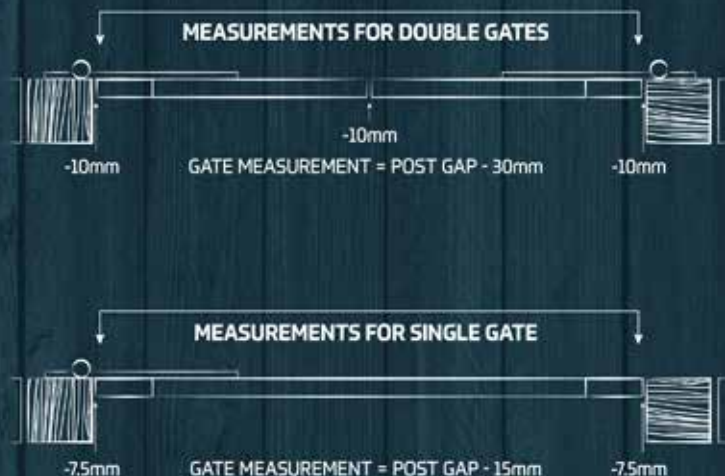 MEASUREMENTS FOR DOUBLE GATES
-10mm
-10mm GATE MEASUREMENT = POST GAP - 30mm -10mm
MEASUREMENTS FOR SINGLE GATE
-7.5mm GATE MEASUREMENT = POST GAP - 15mm -7.5mm